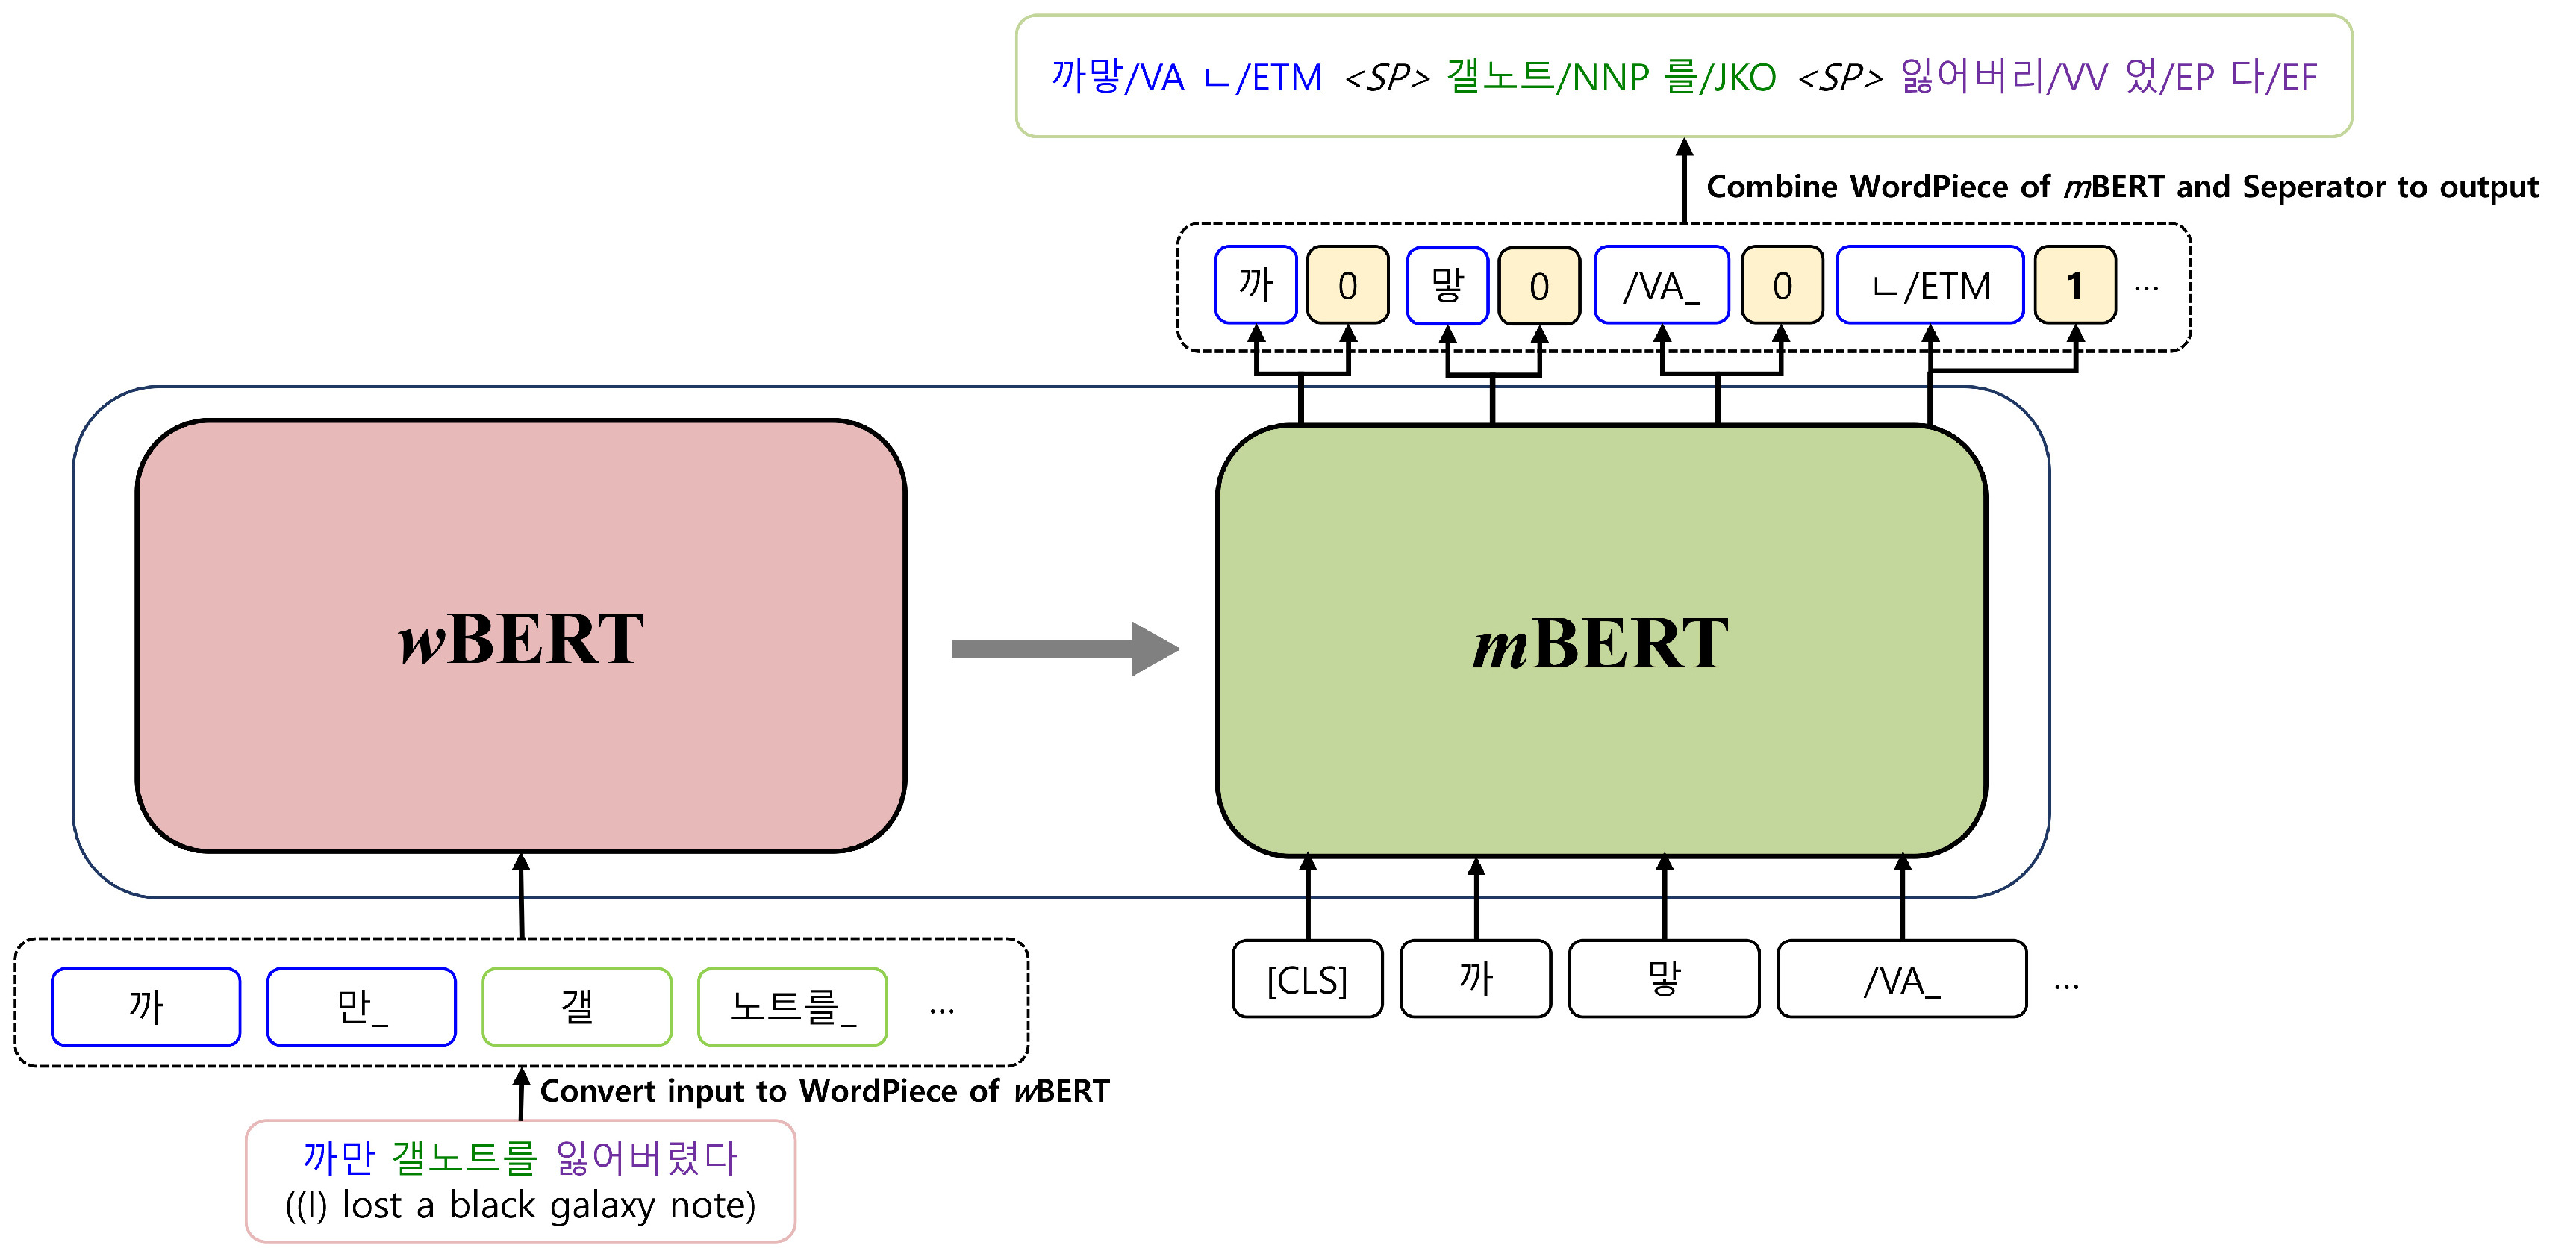 까맣/VA ㄴ/ETM <SP> 갤노트/NNP 를/JKO <SP> 잃어버리/VV 었/EP 다/EF
Combine WordPiece of mBERT and Seperator to output
까 0 맣 0 /VA_ 0 ㄴ/ETM 1 ...
wBERT
mBERT
[CLS] 까 맣 /VA_ ...
까 만_ 갤 노트를_ ...
Convert input to WordPiece of wBERT
까만 갤노트를 잃어버렸다
((I) lost a black galaxy note)